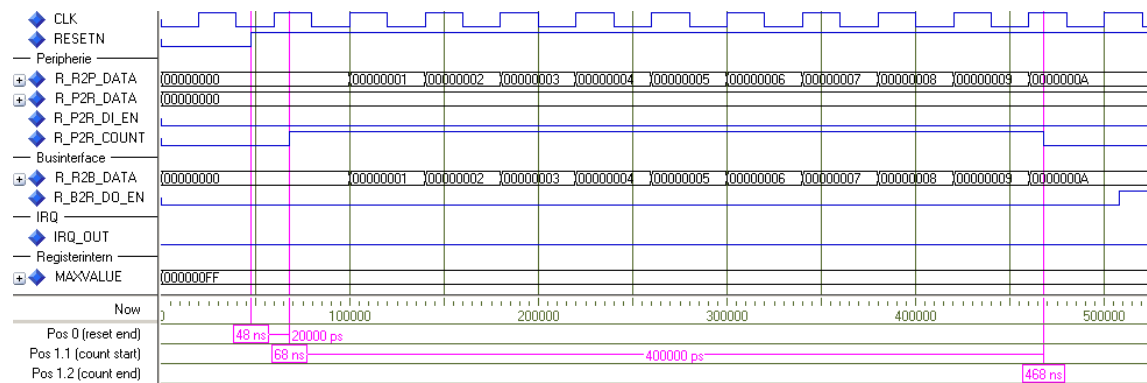 CLK
RESETN
Peripherie
R_R2P_DATA 00000000 00000001 00000002 00000003 00000004 00000005 00000006 00000007 00000008 00000009 0000000A
R_P2R_DATA 00000000
R_P2R_DI_EN
R_P2R_COUNT
Businterface
R_R2B_DATA 00000000 00000001 00000002 00000003 00000004 00000005 00000006 00000007 00000008 00000009 0000000A
R_B2R_DO_EN
IRQ
IRQ_OUT
Registerintern
MAXVALUE 000000FF
Now 100000 200000 300000 400000 500000
Pos 0 (reset end) 48 ns 20000 ps
Pos 1.1 (count start) 68 ns 400000 ps
Pos 1.2 (count end) 468 ns